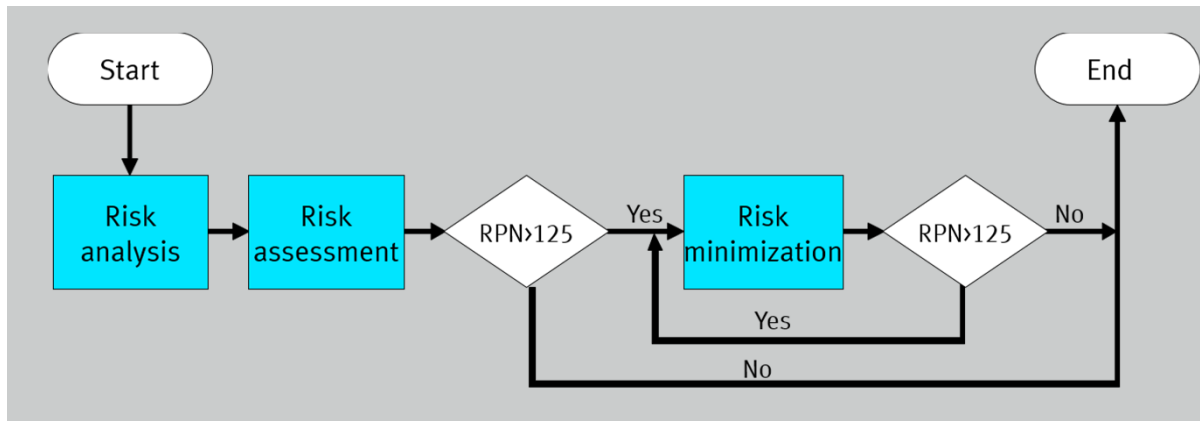 Start
End
Risk
analysis
Risk
assessment
RPN>125
Yes
Risk
minimization
RPN>125
No
Yes
No